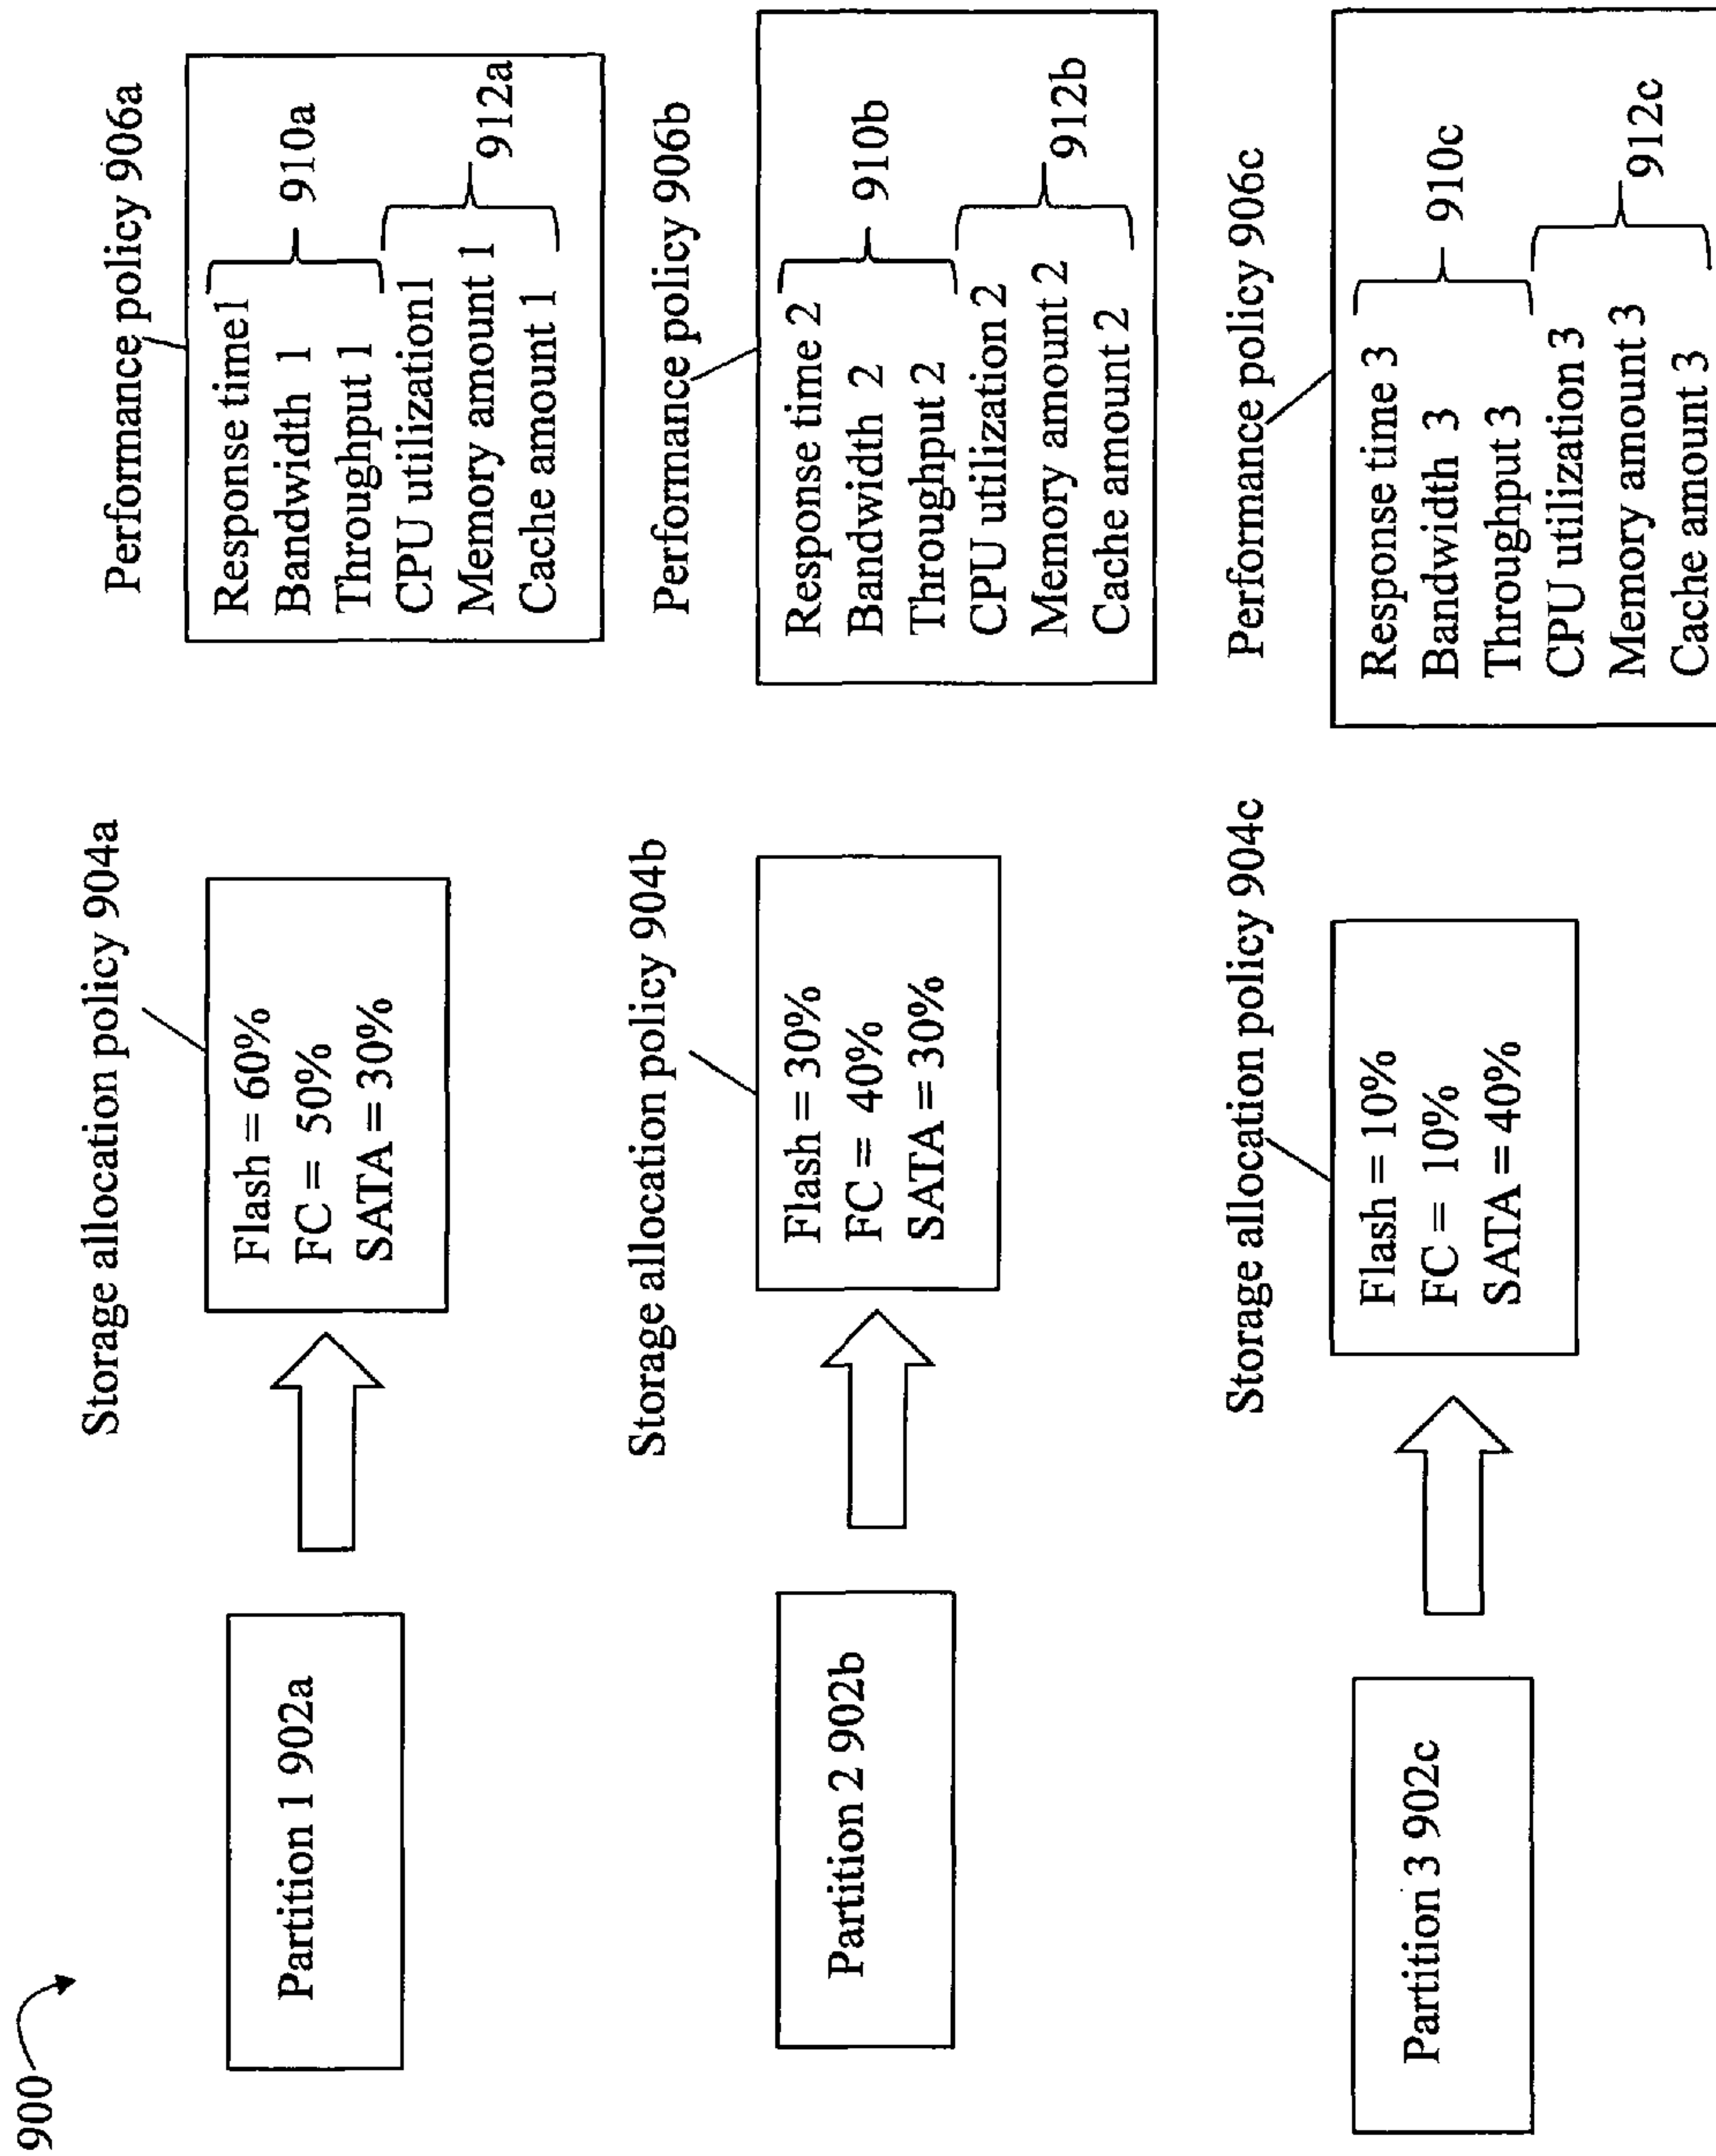 900
Partition 1 902a
Storage allocation policy 904a
Flash = 60%
FC = 50%
SATA = 30%
Performance policy 906a
Response time1
Bandwidth 1
Throughput 1
CPU utilization1
Memory amount 1
Cache amount 1
910a
912a
Partition 2 902b
Storage allocation policy 904b
Flash = 30%
FC = 40%
SATA = 30%
Performance policy 906b
Response time 2
Bandwidth 2
Throughput 2
CPU utilization 2
Memory amount 2
Cache amount 2
910b
912b
Partition 3 902c
Storage allocation policy 904c
Flash = 10%
FC = 10%
SATA = 40%
Performance policy 906c
Response time 3
Bandwidth 3
Throughput 3
CPU utilization 3
Memory amount 3
Cache amount 3
910c
912c